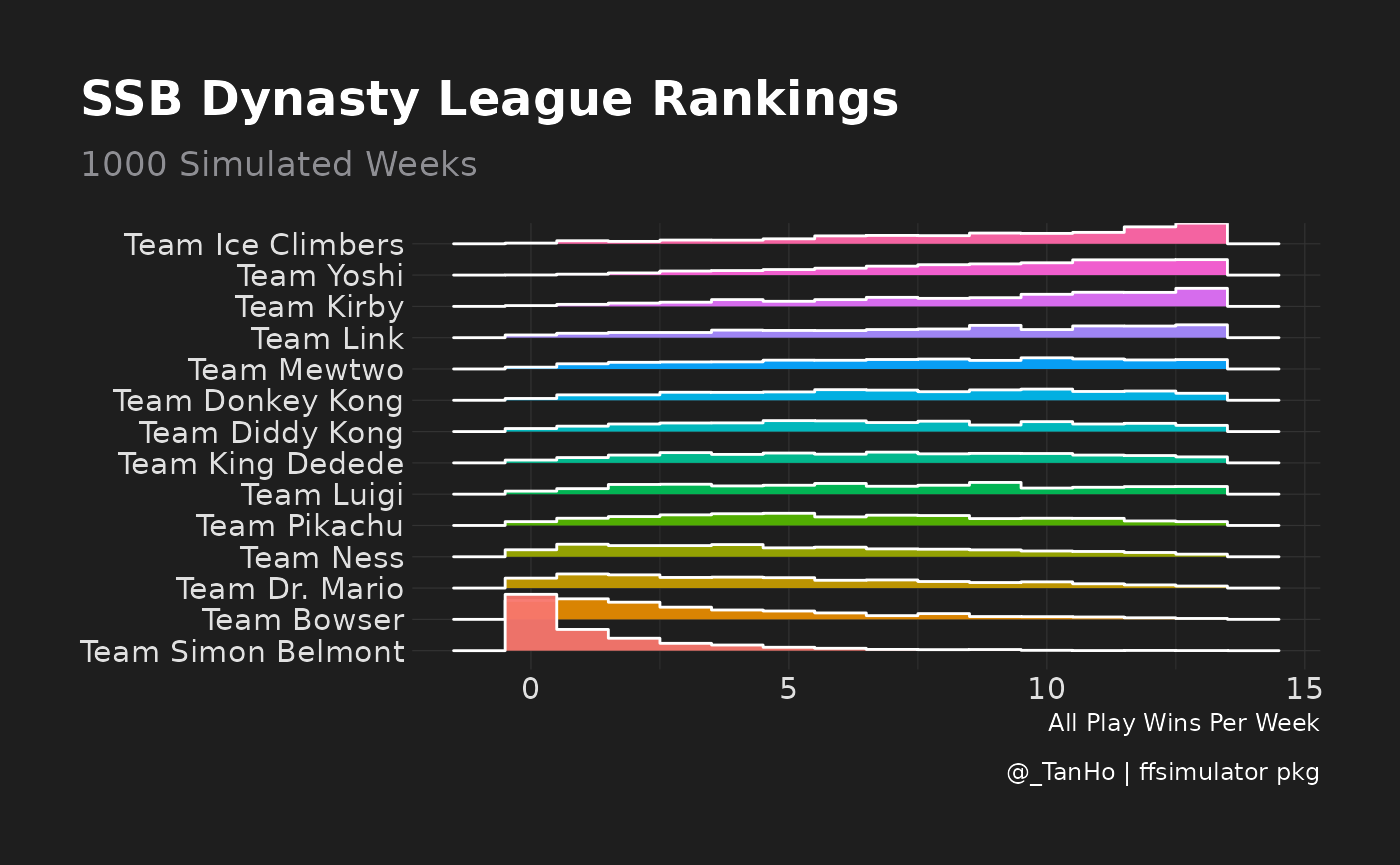 SSB Dynasty League Rankings
1000 Simulated Weeks
Team Ice Climbers
Team Yoshi
Team Kirby
Team Link
Team Mewtwo
Team Donkey Kong
Team Diddy Kong
Team King Dedede
Team Luigi
Team Pikachu
Team Ness
Team Dr. Mario
Team Bowser
Team Simon Belmont
0 5 10 15
All Play Wins Per Week
@_TanHo | ffsimulator pkg